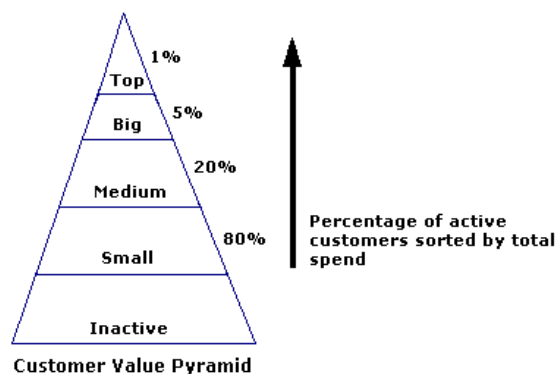 1%
Top
5%
Big
20%
Medium
80%
Small
Inactive
Customer Value Pyramid
Percentage of active
customers sorted by total
spend